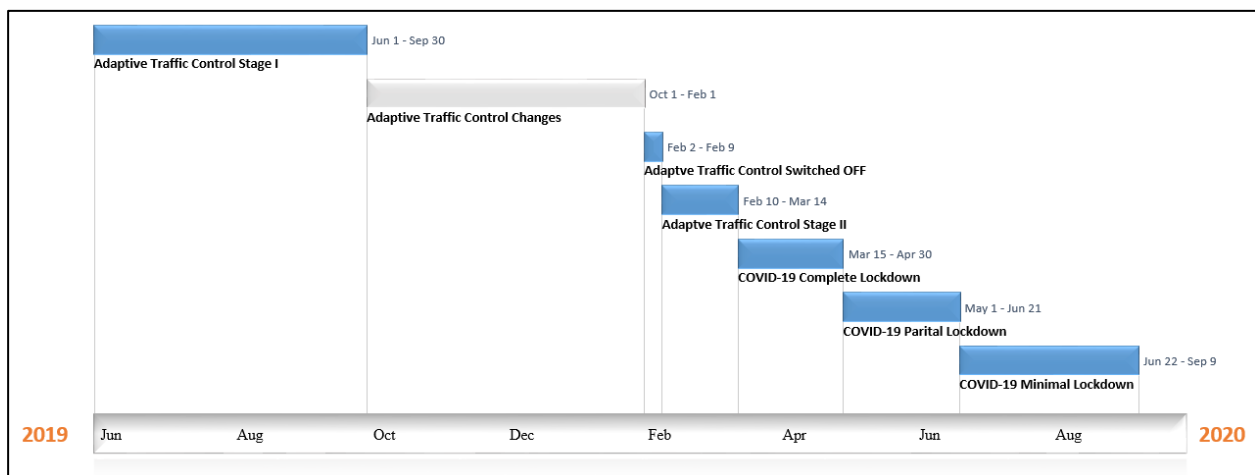 Jun 1 - Sep 30
Adaptive Traffic Control Stage I
Oct 1 - Feb 1
Adaptive Traffic Control Changes
Feb 2 - Feb 9
Adaptve Traffic Control Switched OFF
Feb 10 - Mar 14
Adaptve Traffic Control Stage II
Mar 15 - Apr 30
COVID-19 Complete Lockdown
May 1 - Jun 21
COVID-19 Parital Lockdown
Jun 22 - Sep 9
COVID-19 Minimal Lockdown
2019 Jun Aug Oct Dec Feb Apr Jun Aug 2020